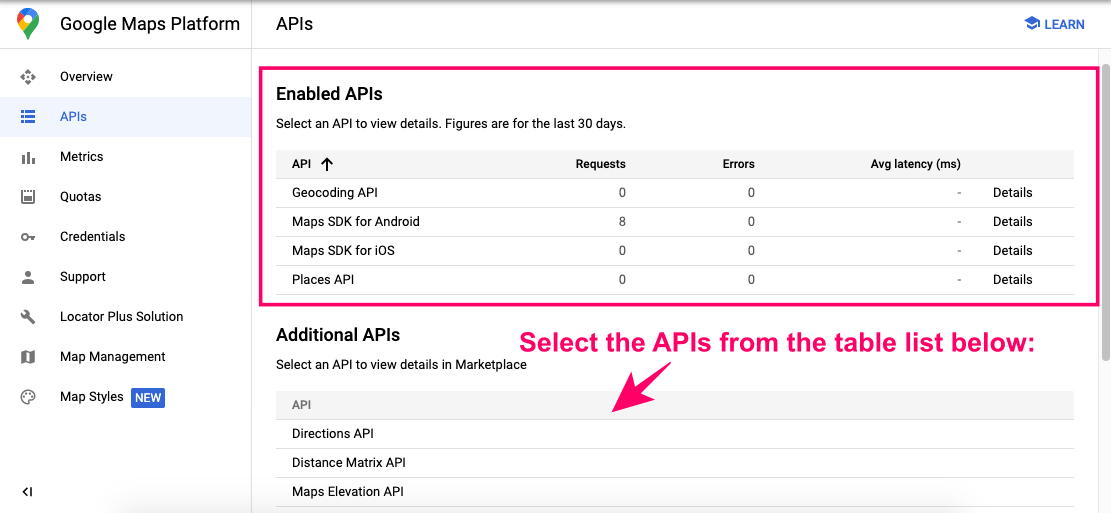 Google Maps Platform
APIs
LEARN
Overview
APIs
Metrics
Quotas
Credentials
Support
Locator Plus Solution
Map Management
Map Styles NEW
Enabled APIs
Select an API to view details. Figures are for the last 30 days.
API Requests Errors Avg latency (ms)
Geocoding API 0 0 - Details
Maps SDK for Android 8 0 - Details
Maps SDK for iOS 0 0 - Details
Places API 0 0 - Details
Additional APIs
Select the APIs from the table list below:
Select an API to view details in Marketplace
API
Directions API
Distance Matrix API
Maps Elevation API